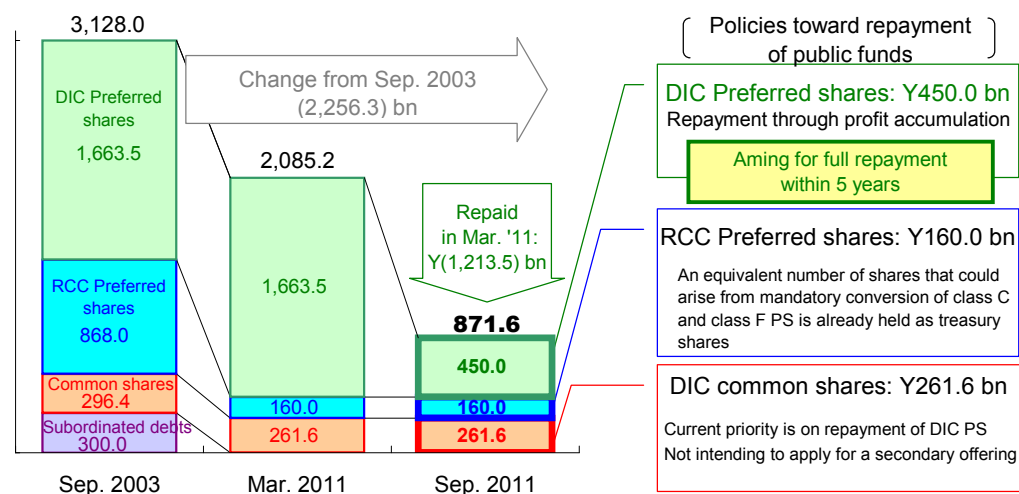 3,128.0
DIC Preferred
shares
1,663.5
RCC Preferred
shares
868.0
Common shares
296.4
Subordinated debts
300.0
Sep. 2003
Change from Sep. 2003
(2,256.3) bn
2,085.2
1,663.5
160.0
261.6
Mar. 2011
Repaid
in Mar. '11:
Y(1,213.5) bn
871.6
450.0
160.0
261.6
Sep. 2011
Policies toward repayment
of public funds
DIC Preferred shares: Y450.0 bn
Repayment through profit accumulation
Aming for full repayment
within 5 years
RCC Preferred shares: Y160.0 bn
An equivalent number of shares that could
arise from mandatory conversion of class C
and class F PS is already held as treasury
shares
DIC common shares: Y261.6 bn
Current priority is on repayment of DIC PS
Not intending to apply for a secondary offering